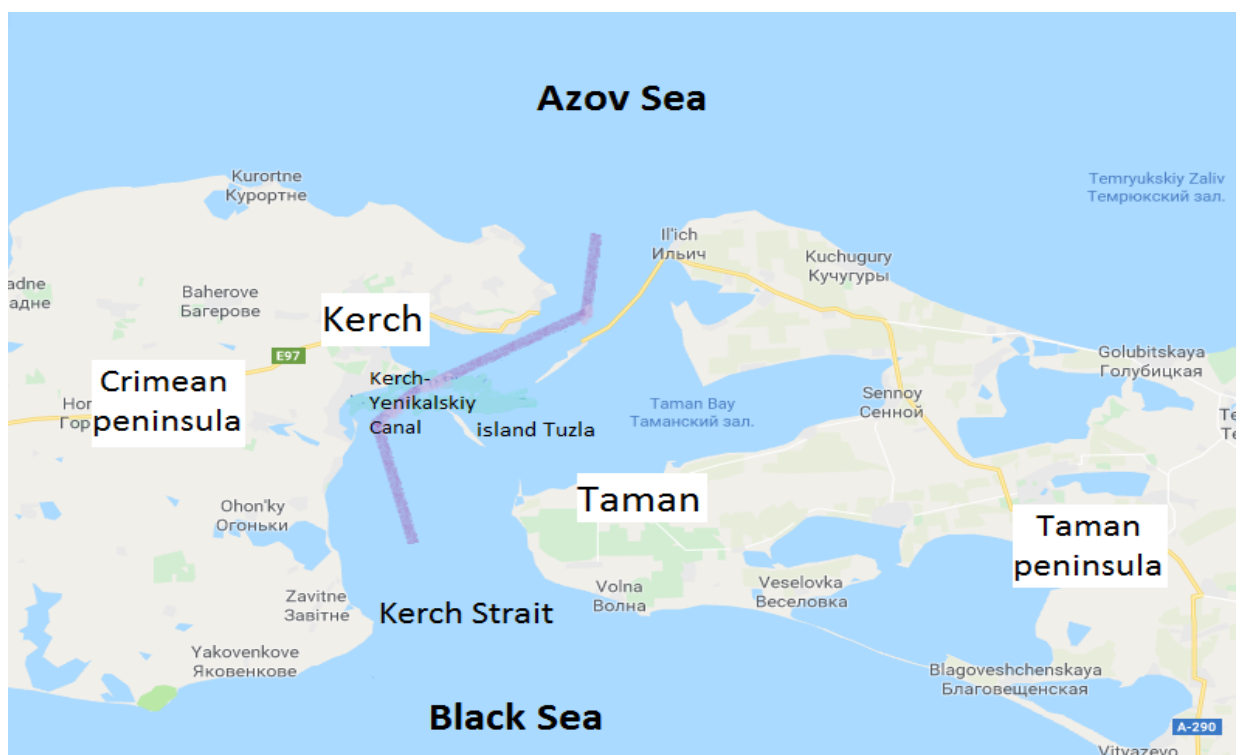 Azov Sea
Kurortne
Курортне
Temryukskiy Zaliv
Темрюкский зал.
Il'ich
Ильич
Kuchugury
Кучугуры
Baherove
Багерове
Kerch
E97
Golubitskaya
Голубицкая
Crimean
peninsula
Kerch-
Yenikalskiy
Canal
island Tuzla
Taman Bay
Таманский зал.
Sennoy
Сенной
Taman
Ohon'ky
Огоньки
Taman
peninsula
Zavitne
Завітне
Volna
Волна
Veselovka
Веселовка
Kerch Strait
Yakovenkove
Яковенкове
Blagoveshchenskaya
Благовещенская
Black Sea
A-290
Vityazevo